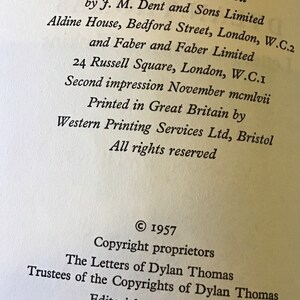 by J. M. Dent and Sons Limited
Aldine House, Bedford Street, London, W.C.2
and Faber and Faber Limited
24 Russell Square, London, W.C.1
Second impression November mcmlvii
Printed in Great Britain by
Western Printing Services Ltd, Bristol
All rights reserved
© 1957
Copyright proprietors
The Letters of Dylan Thomas
Trustees of the Copyrights of Dylan Thomas